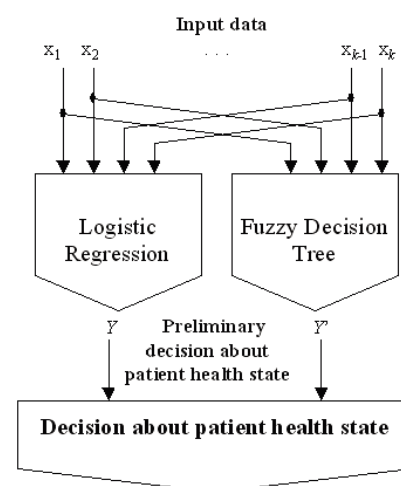 Input data
x1 x2 . . . xk-1 xk
Logistic
Regression
Fuzzy Decision
Tree
Y Preliminary Y'
decision about
patient health state
Decision about patient health state